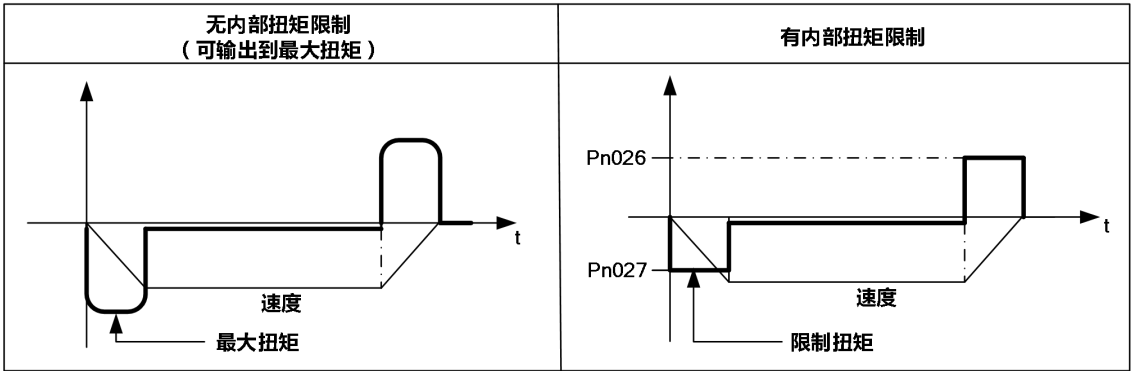 无内部扭矩限制
（可输出到最大扭矩）
有内部扭矩限制
t
速度
最大扭矩
Pn026
t
Pn027
速度
限制扭矩